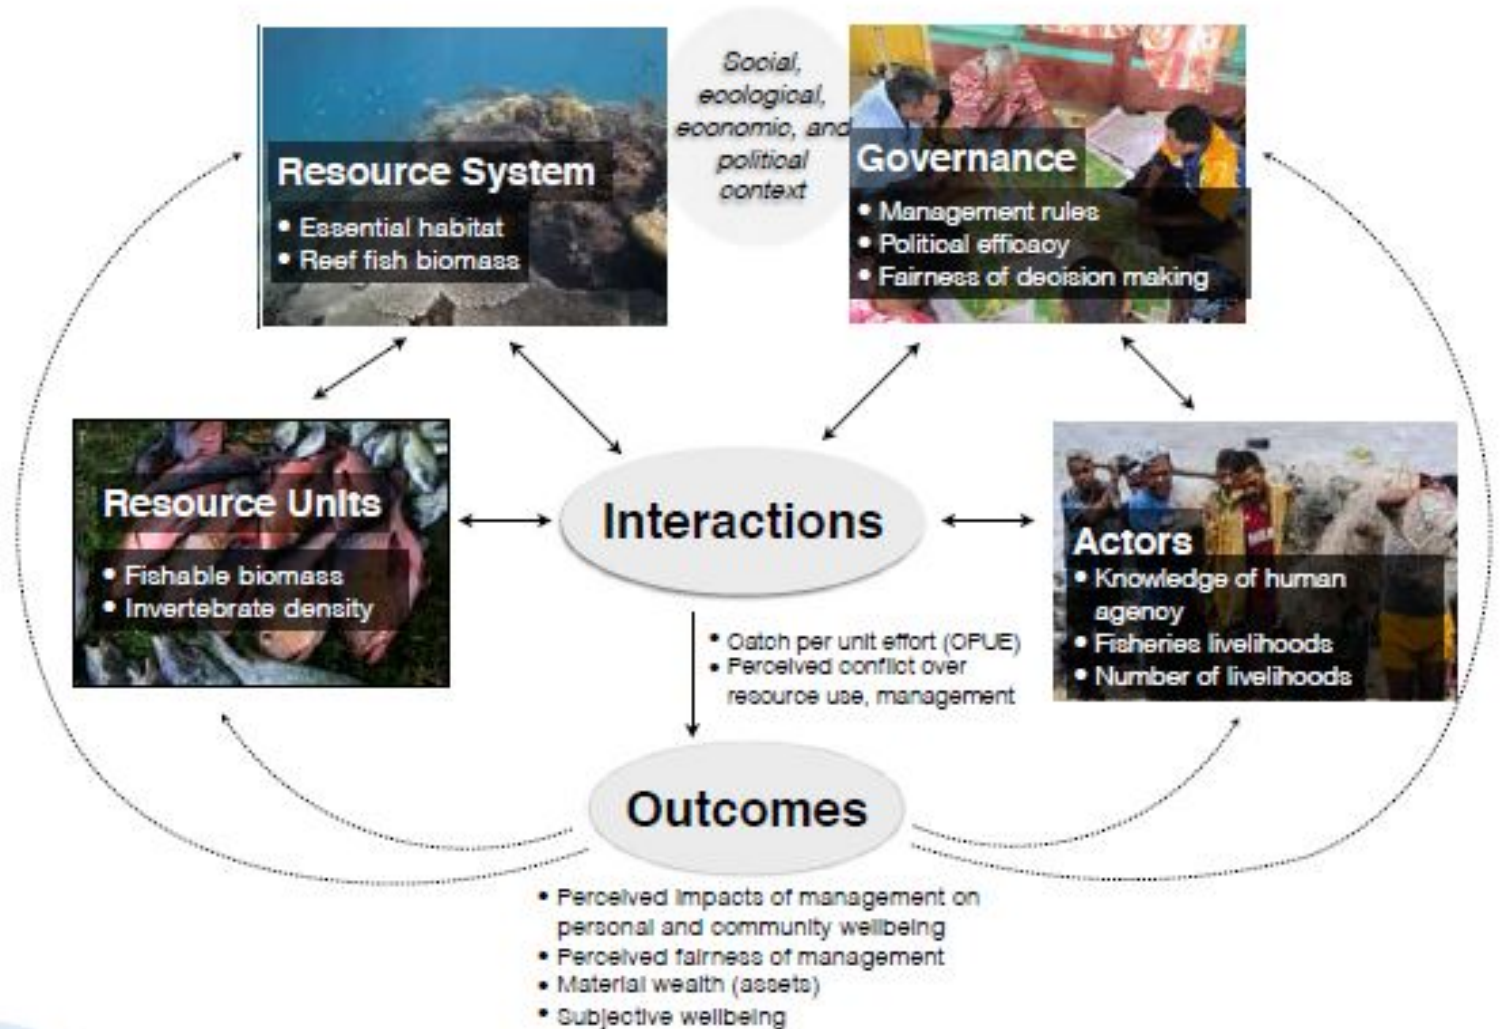 Social,
ecological,
economic, and
political
context
Resource System
• Essential habitat
• Reef fish biomass
Governance
• Management rules
• Political efficacy
• Fairness of decision making
Resource Units
• Fishable biomass
• Invertebrate density
Interactions
Actors
• Knowledge of human
agency
• Fisheries livelihoods
• Number of livelihoods
• Catch per unit effort (CPUE)
• Perceived conflict over
resource use, management
Outcomes
• Perceived impacts of management on
personal and community wellbeing
• Perceived fairness of management
• Material wealth (assets)
• Subjective wellbeing